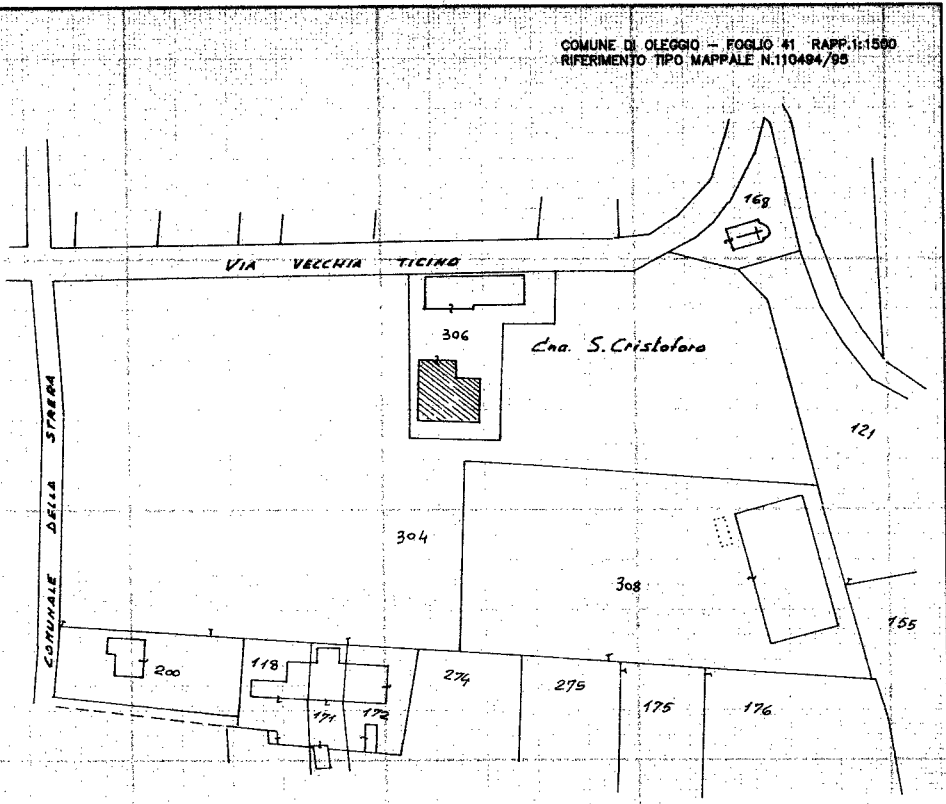 COMUNE DI OLEGGIO – FOGLIO 41 RAPP.1:1500
RIFERIMENTO TIPO MAPPALE N.110494/95
168
VIA VECCHIA TICINO
306
Cna. S. Cristoforo
121
COMUNALE DELLA STRERA
304
308
155
200
118
274
275
171
172
175
176